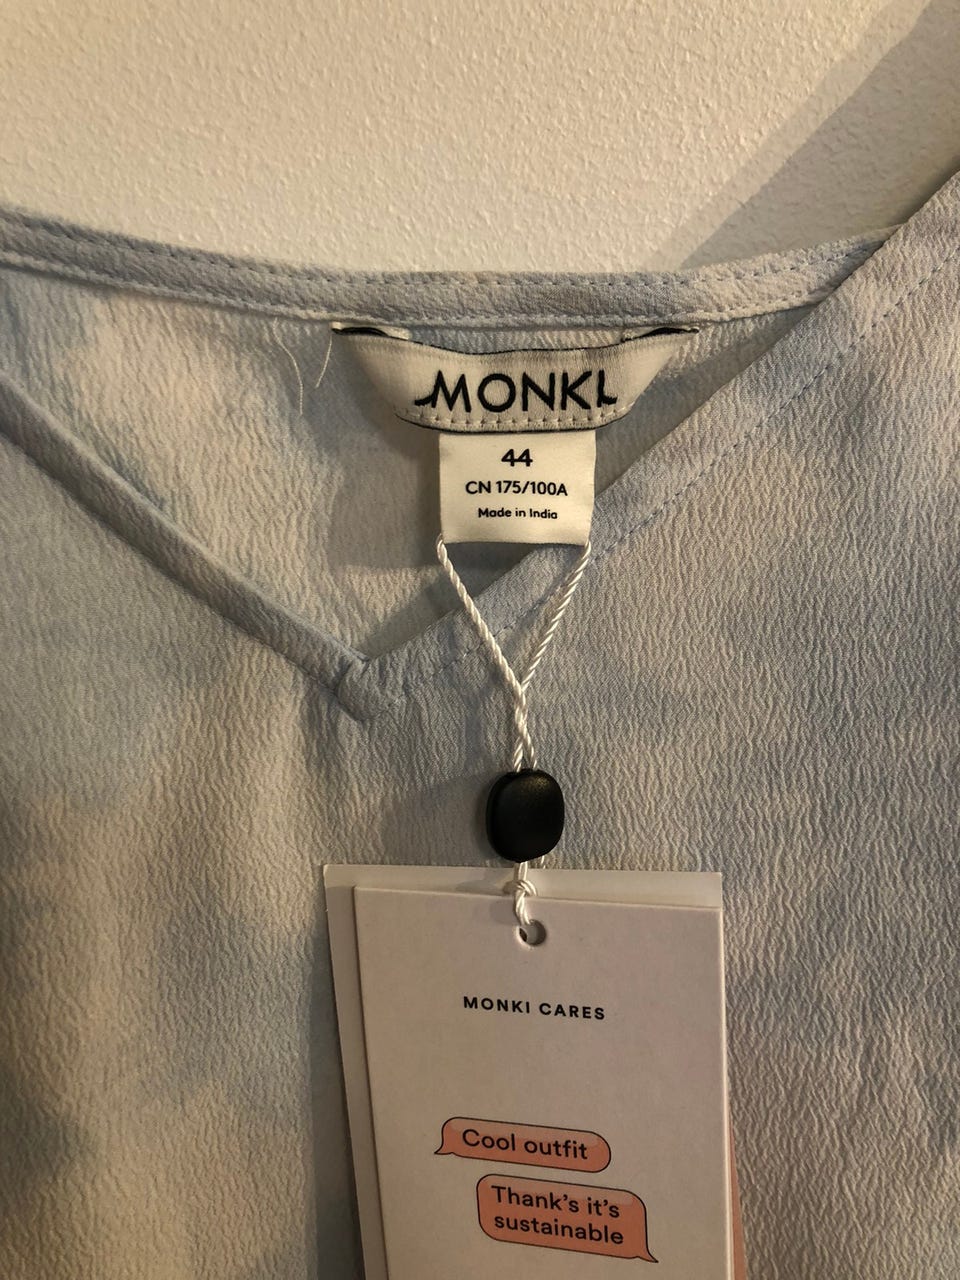 MONKI
44
CN 175/100A
Made in India
MONKI CARES
Cool outfit
Thank's it's
sustainable